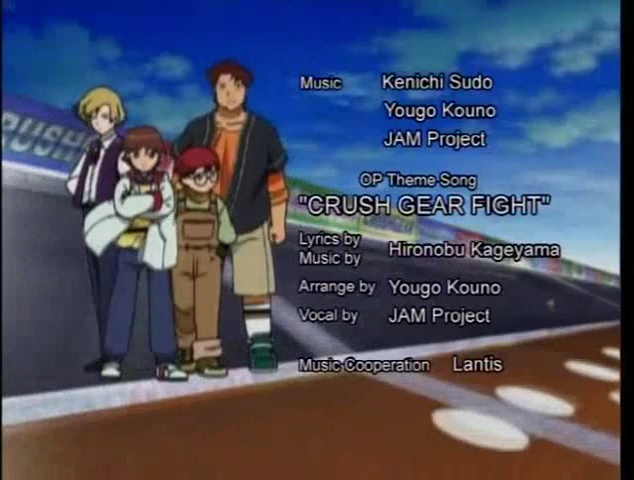 CRUSH
Music Kenichi Sudo
Yougo Kouno
JAM Project
OP Theme Song
"CRUSH GEAR FIGHT"
Lyrics by
Music by Hironobu Kageyama
Arrange by Yougo Kouno
Vocal by JAM Project
Music Cooperation Lantis